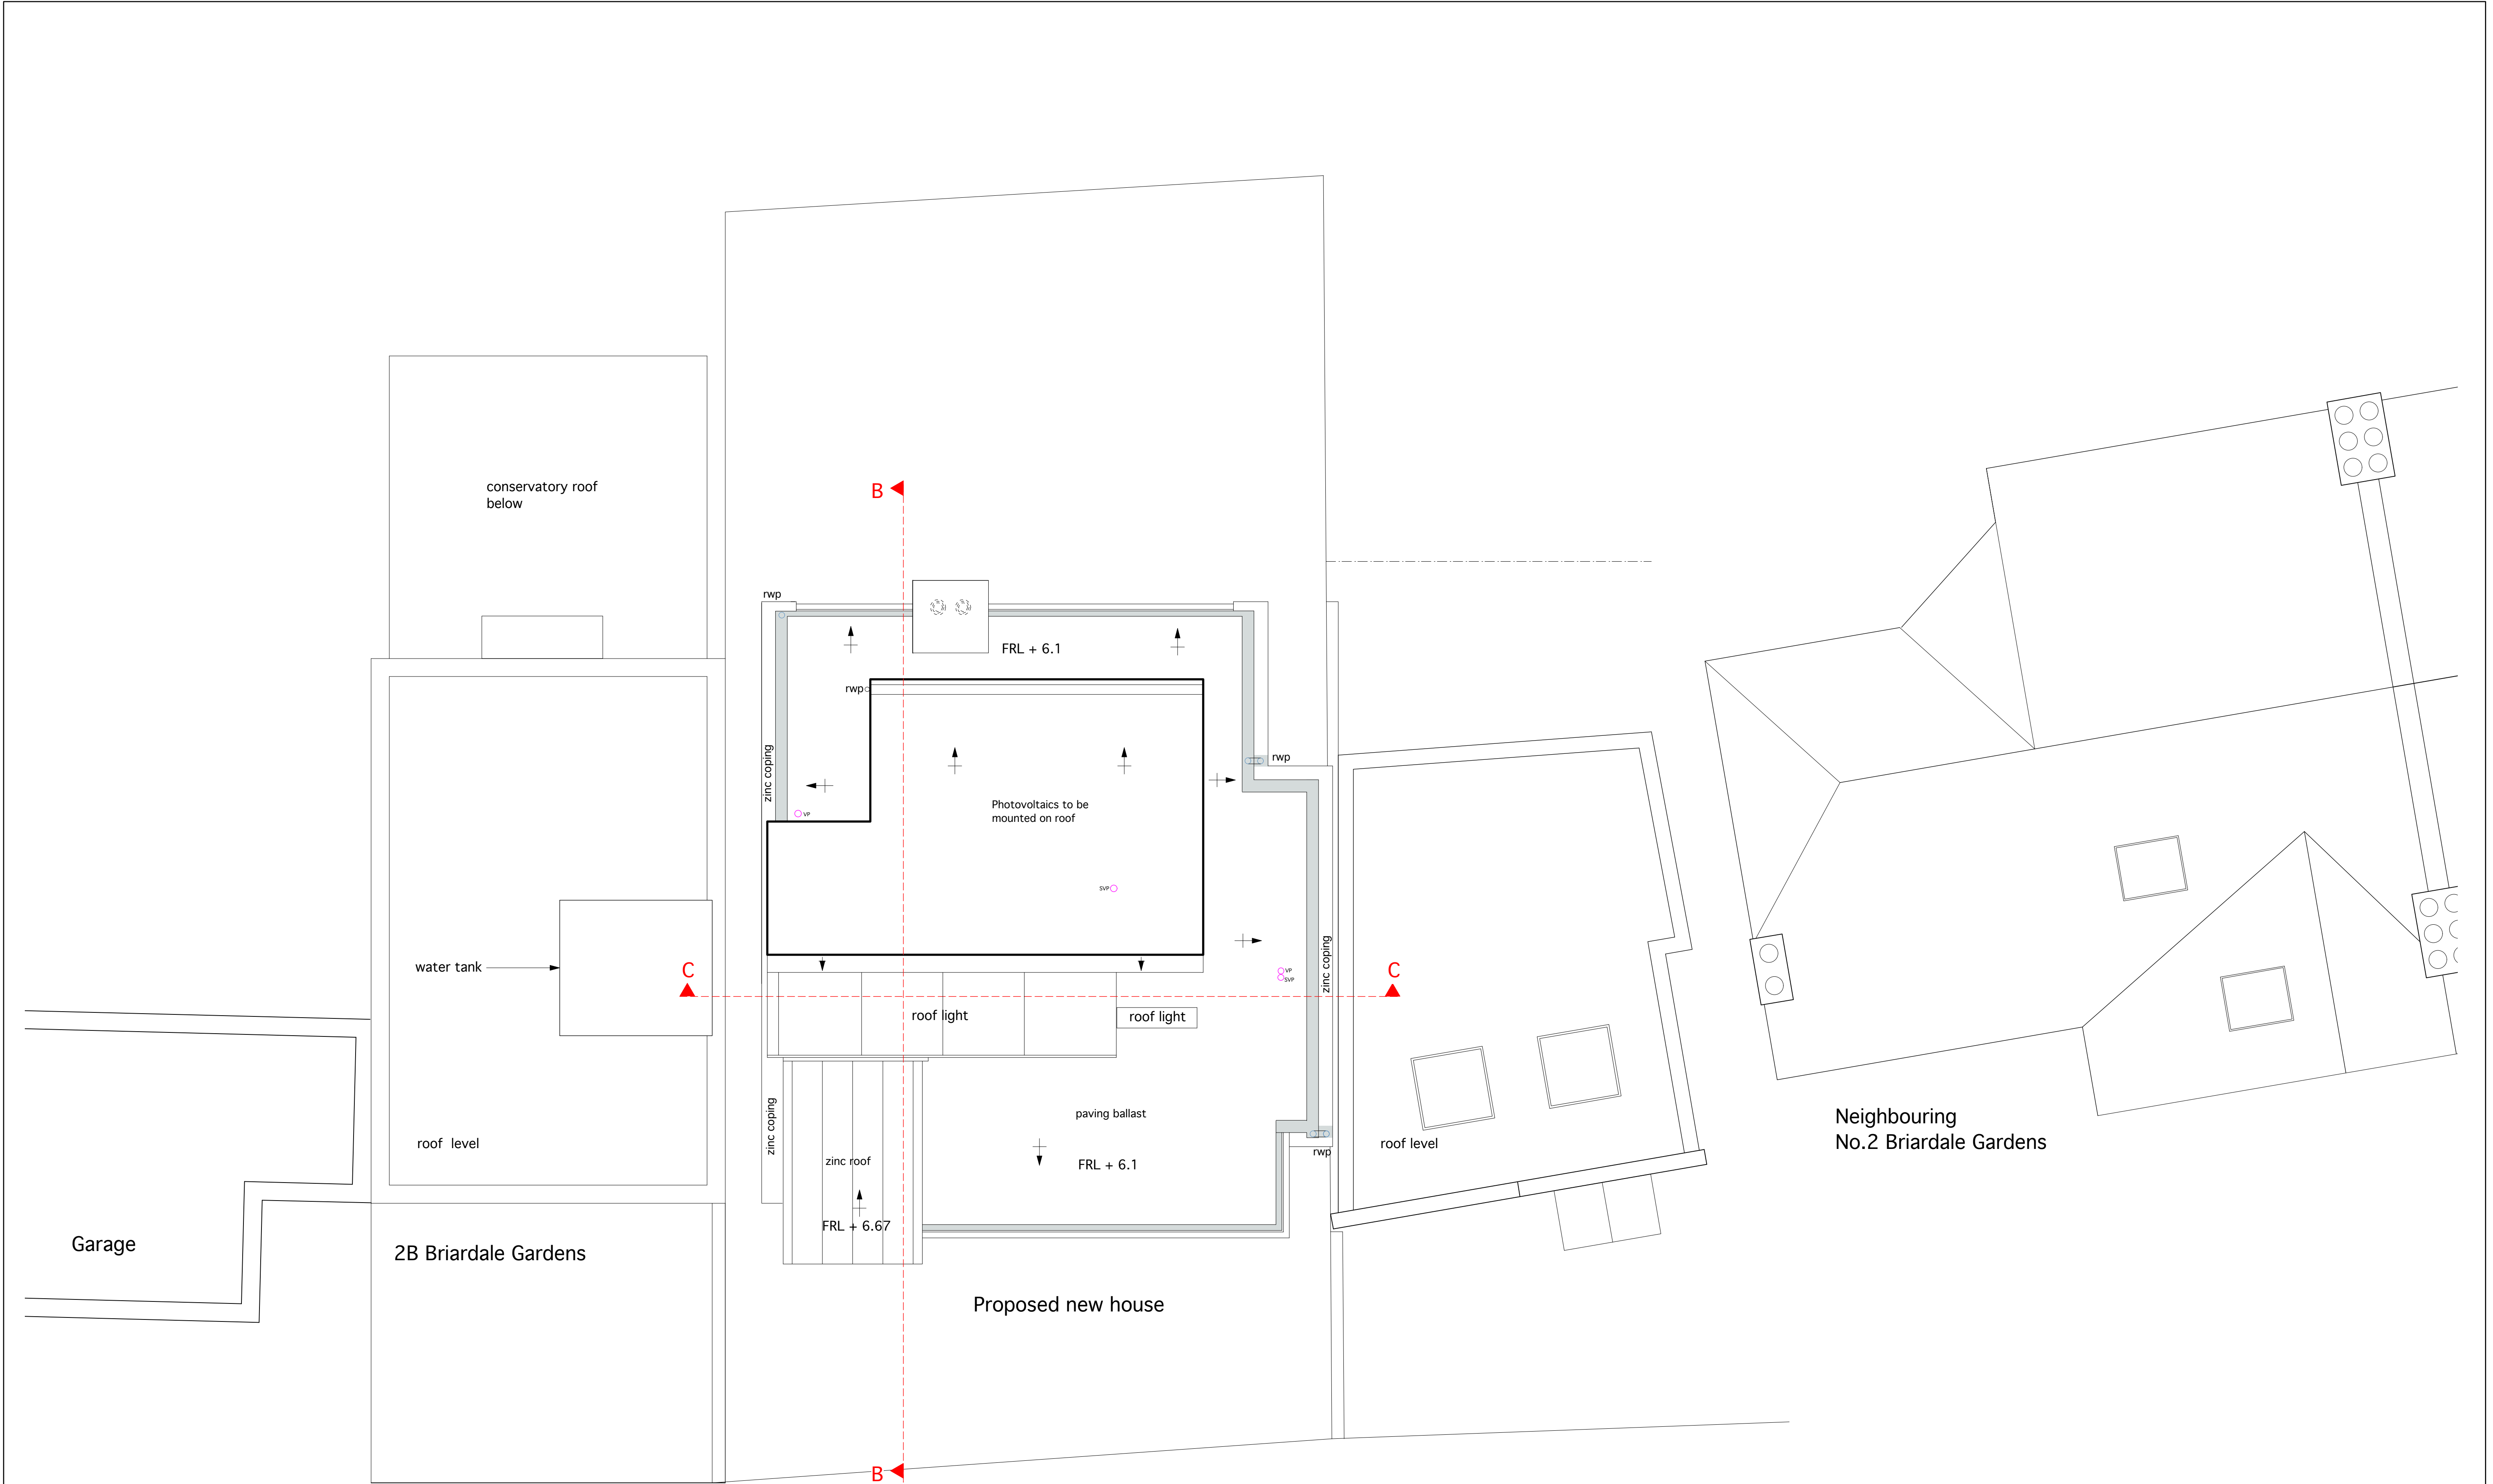 conservatory roof
below
B
rwp
FRL + 6.1
rwp
zinc coping
rwp
Photovoltaics to be
mounted on roof
VP
SVP
water tank
C
zinc coping
VP
SVP
C
roof light
roof light
zinc coping
paving ballast
roof  level
zinc roof
FRL + 6.1
rwp
roof level
Neighbouring
No.2 Briardale Gardens
FRL + 6.67
Garage
2B Briardale Gardens
Proposed new house
B